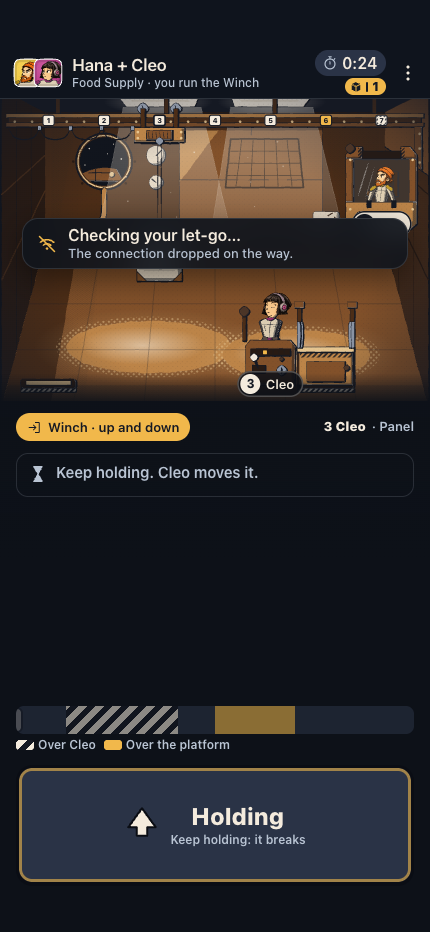 Hana + Cleo
Food Supply · you run the Winch
0:24
1
1
2
3
4
5
6
7
Checking your let-go...
The connection dropped on the way.
3 Cleo
Winch · up and down
3 Cleo · Panel
Keep holding. Cleo moves it.
Over Cleo
Over the platform
Holding
Keep holding: it breaks